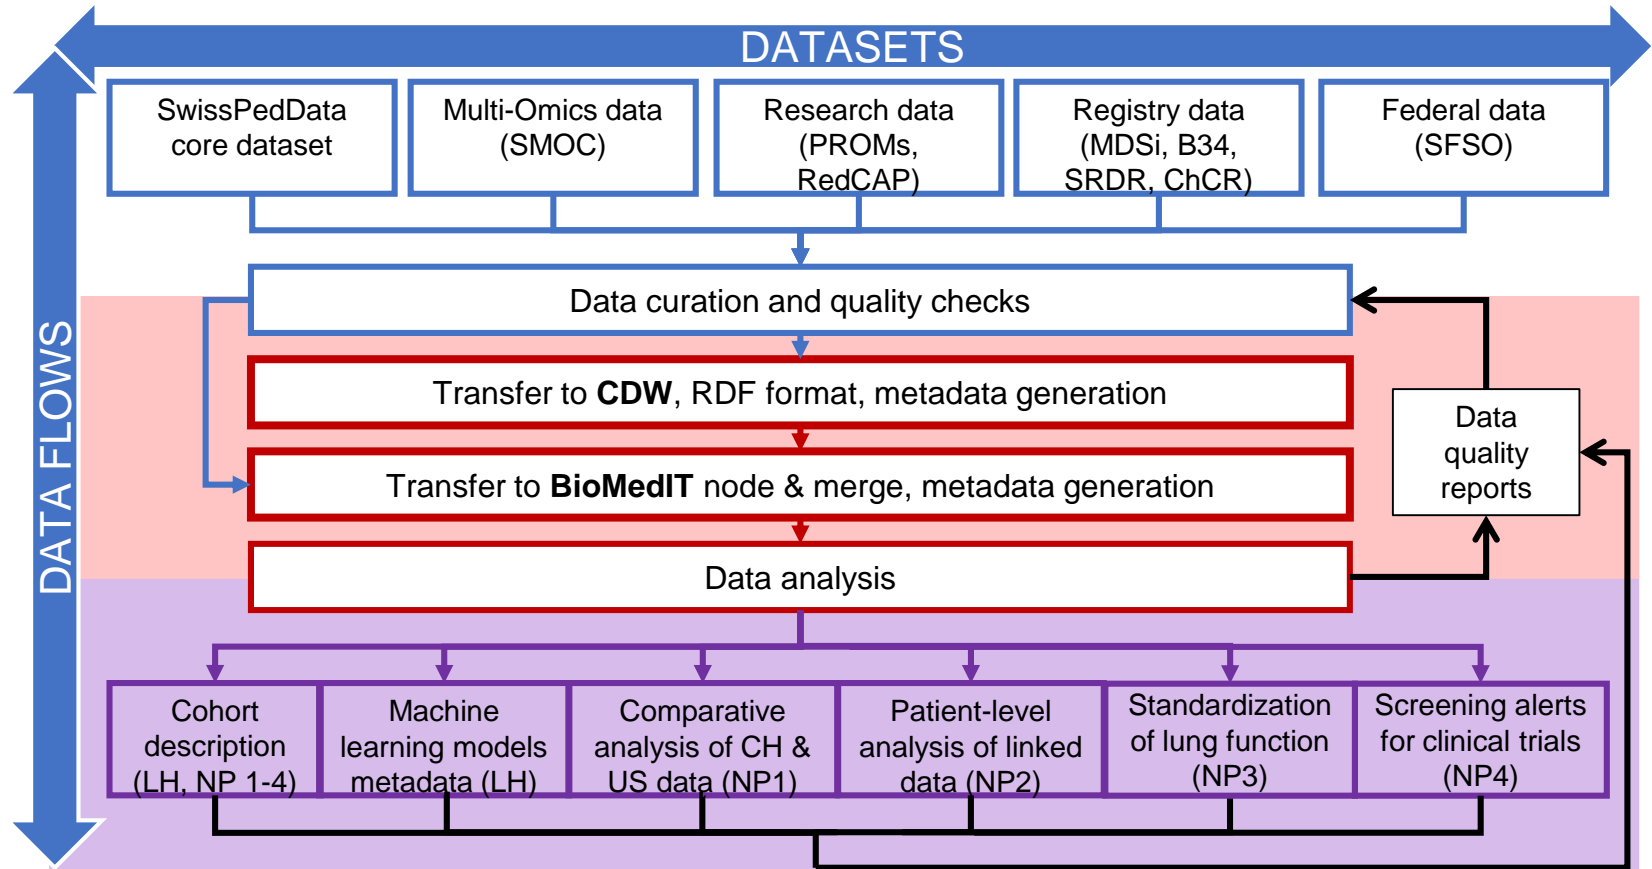 DATASETS
DATA FLOWS
SwissPedData
core dataset
Multi-Omics data
(SMOC)
Research data
(PROMs,
RedCAP)
Registry data
(MDSi, B34,
SRDR, ChCR)
Federal data
(SFSO)
Data curation and quality checks
Transfer to CDW, RDF format, metadata generation
Transfer to BioMedIT node & merge, metadata generation
Data analysis
Data
quality
reports
Cohort
description
(LH, NP 1-4)
Machine
learning models
metadata (LH)
Comparative
analysis of CH &
US data (NP1)
Patient-level
analysis of linked
data (NP2)
Standardization
of lung function
(NP3)
Screening alerts
for clinical trials
(NP4)